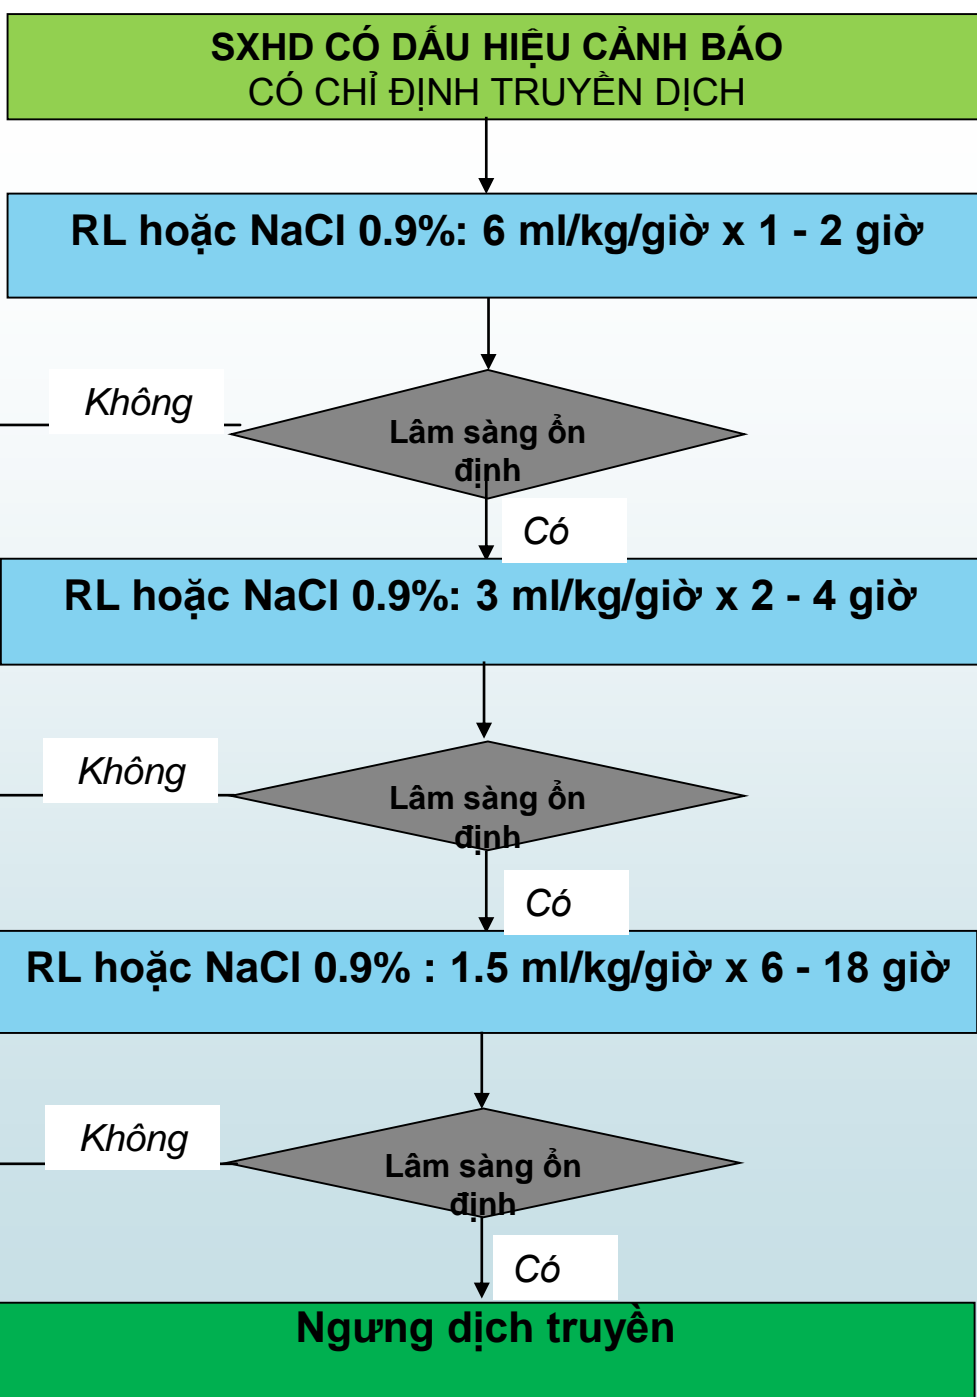 SXHD CÓ DẤU HIỆU CẢNH BÁO
CÓ CHỈ ĐỊNH TRUYỀN DỊCH
RL hoặc NaCl 0.9%: 6 ml/kg/giờ x 1 - 2 giờ
Không
Lâm sàng ổn
định
Có
RL hoặc NaCl 0.9%: 3 ml/kg/giờ x 2 - 4 giờ
Không
Lâm sàng ổn
định
Có
RL hoặc NaCl 0.9% : 1.5 ml/kg/giờ x 6 - 18 giờ
Không
Lâm sàng ổn
định
Có
Ngưng dịch truyền